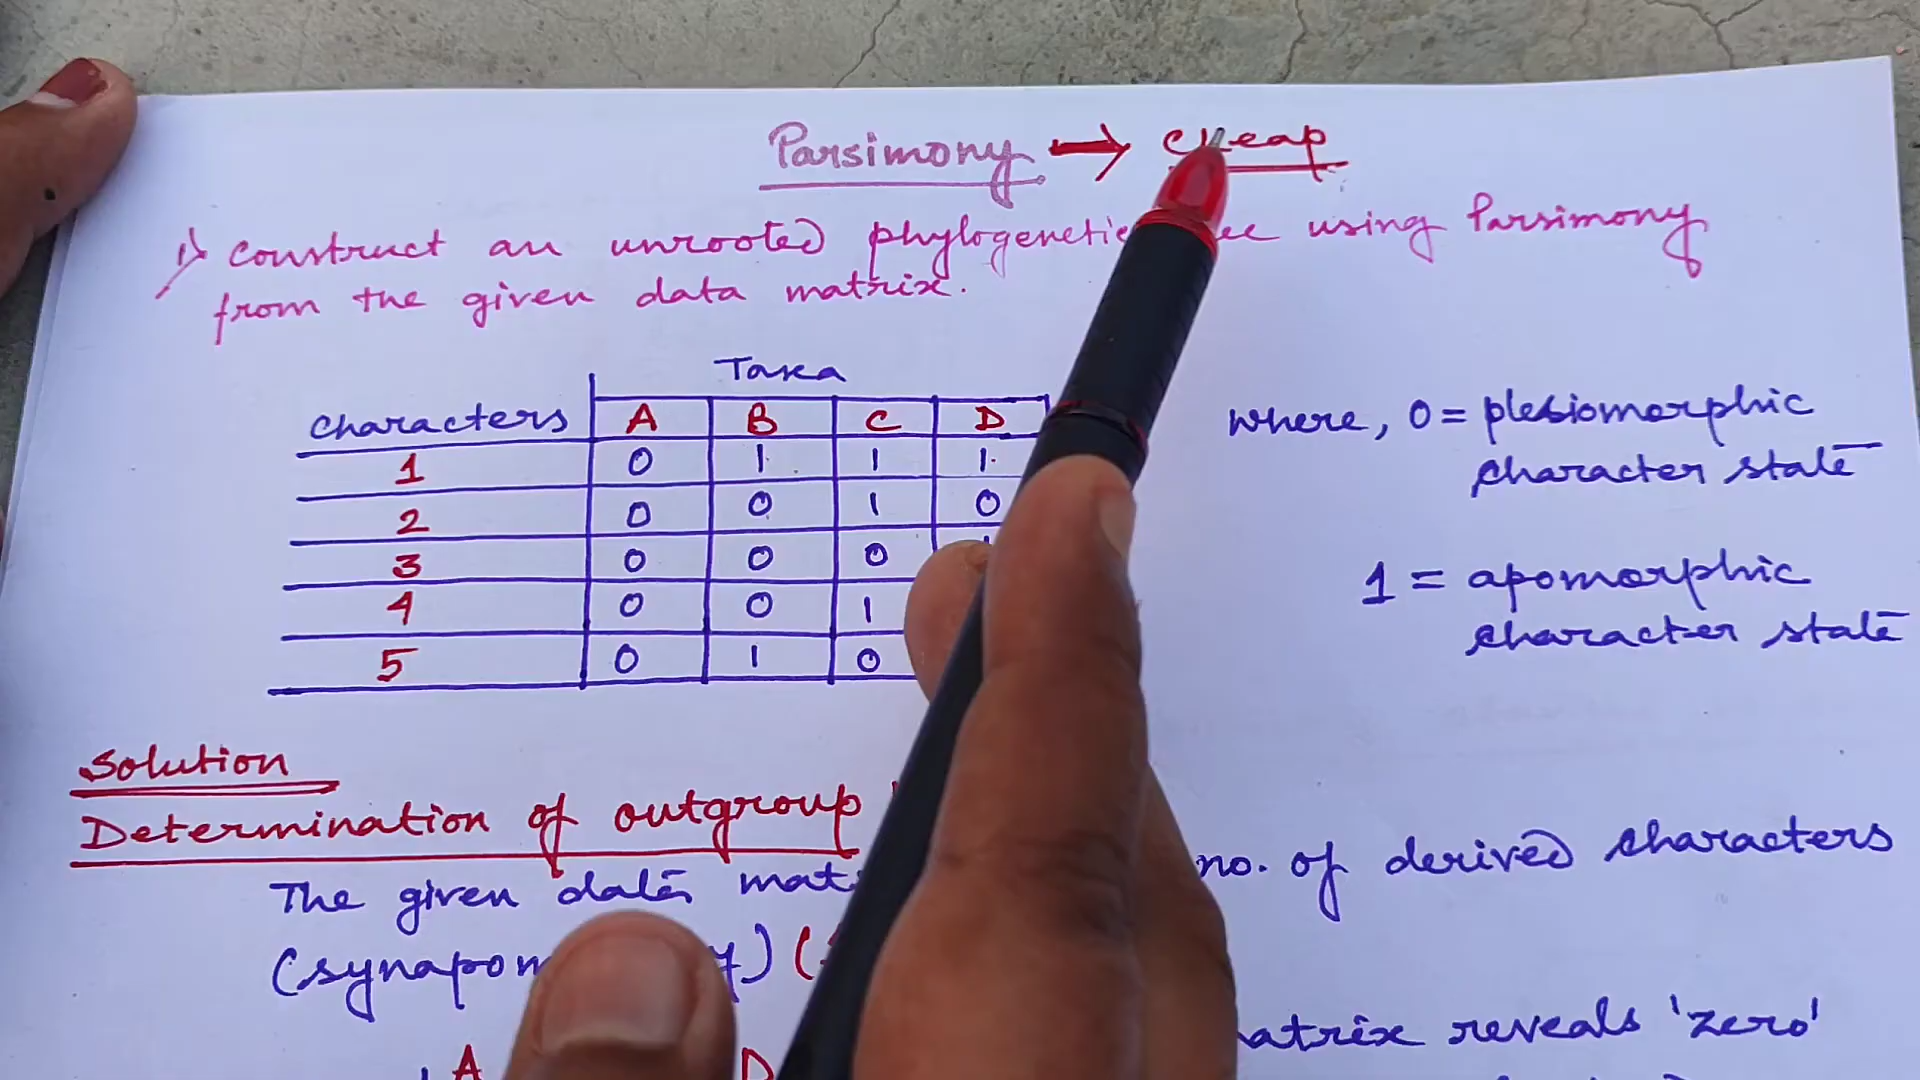 Parsimony → cheap
1) Construct an unrooted phylogenetic using Parsimony
from the given data matrix.
Taxa
Characters A B C D
1 0 1 1 1
2 0 0 1 0
3 0 0 0
4 0 0 1
5 0 1 0
where, 0 = plesiomorphic
character state
1 = apomorphic
character state
Solution
Determination of outgroup
The given data no. of derived characters
matrix reveals 'zero'
A D